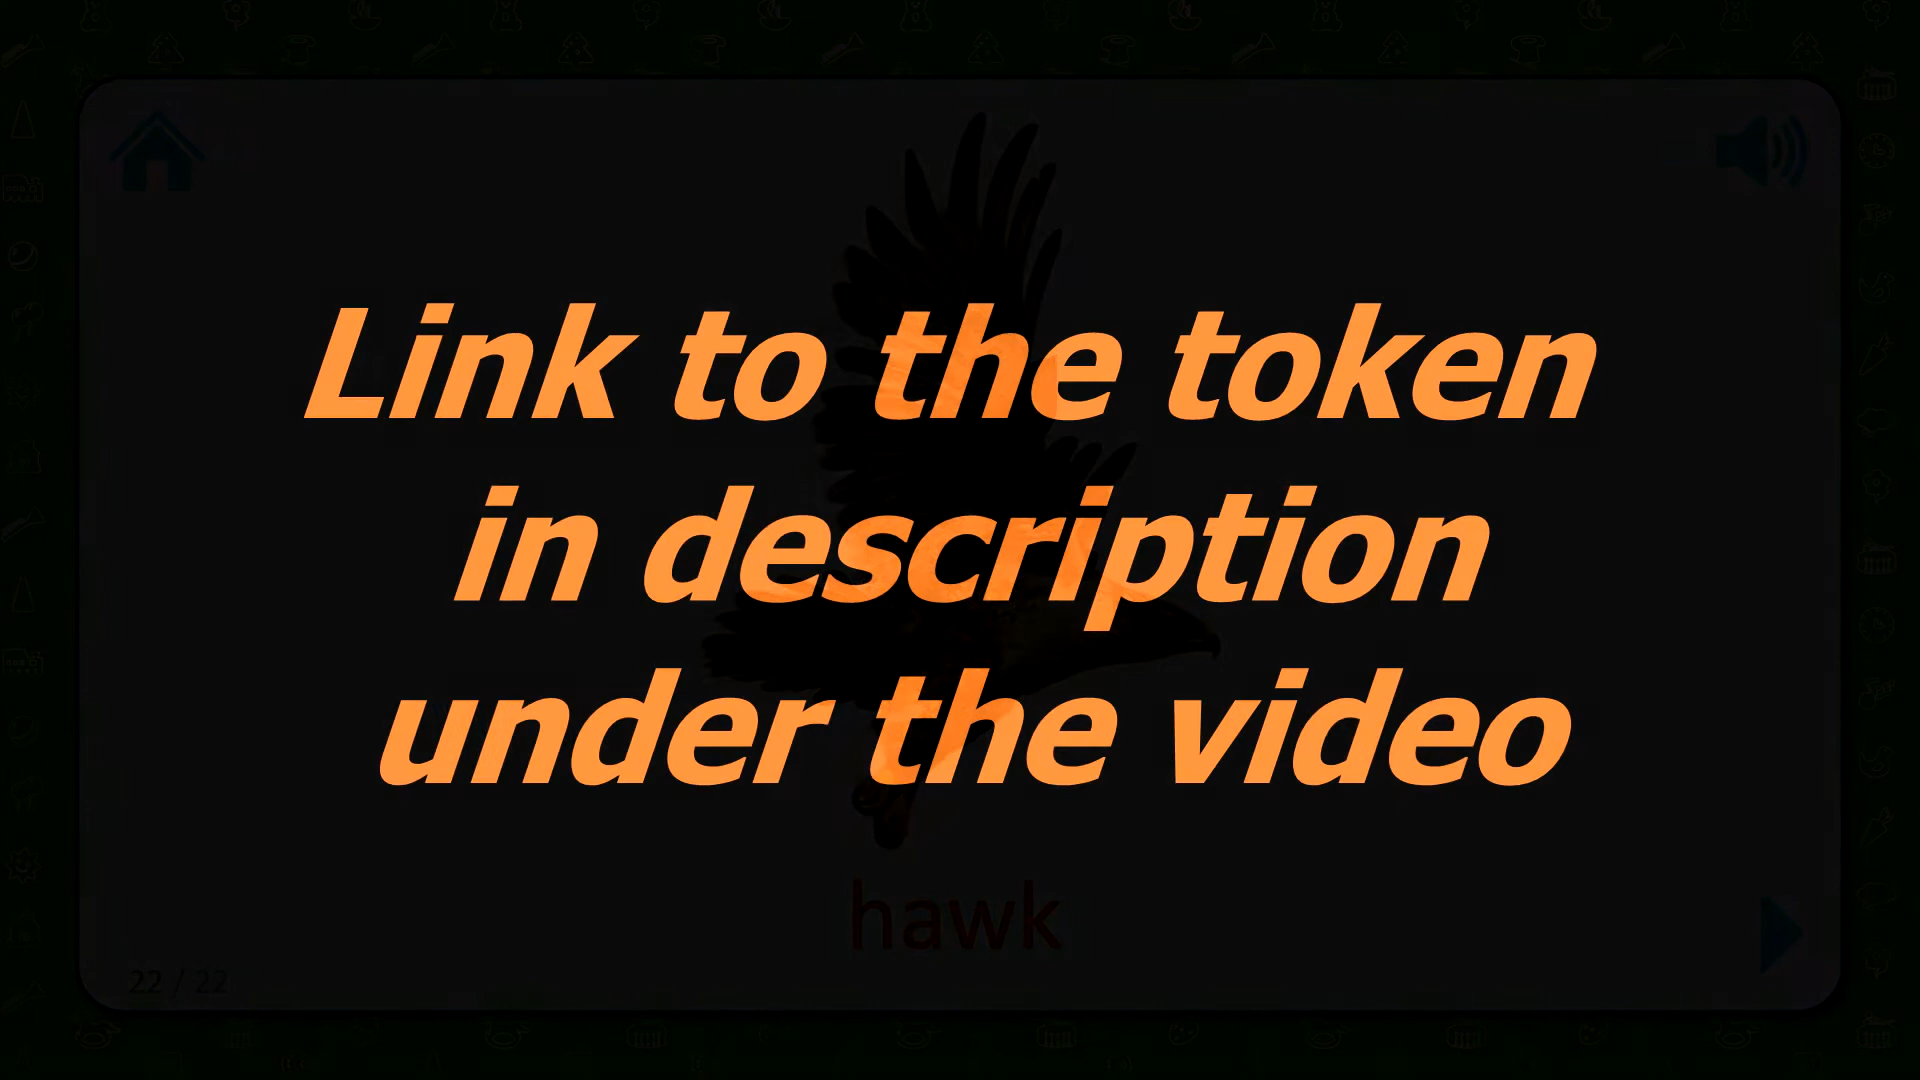 Link to the token
in description
under the video
hawk
22 / 22